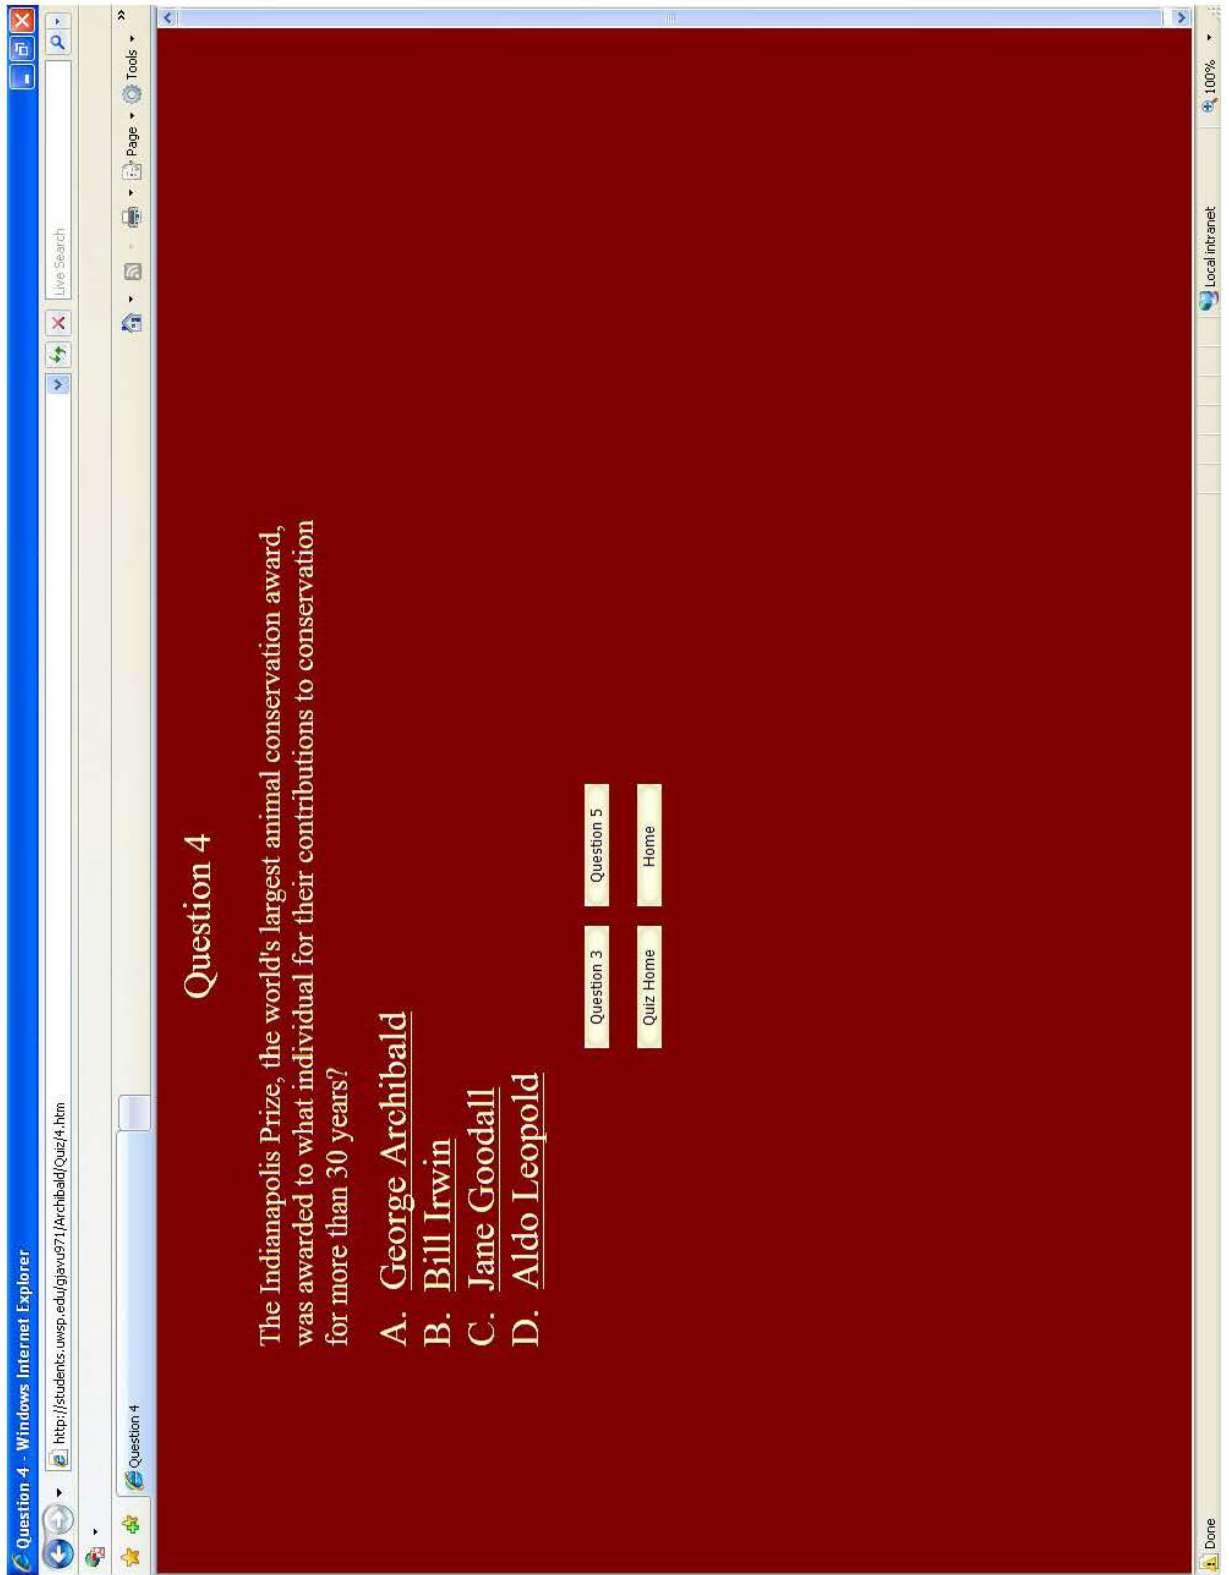 Question 4 - Windows Internet Explorer
http://students.uwsp.edu/gjavu971/Archibald/Quiz/4.htm
Live Search
Question 4
Page
Tools
Question 4
The Indianapolis Prize, the world's largest animal conservation award,
was awarded to what individual for their contributions to conservation
for more than 30 years?
A. George Archibald
B. Bill Irwin
C. Jane Goodall
D. Aldo Leopold
Question 3
Question 5
Quiz Home
Home
Done
Local intranet
100%